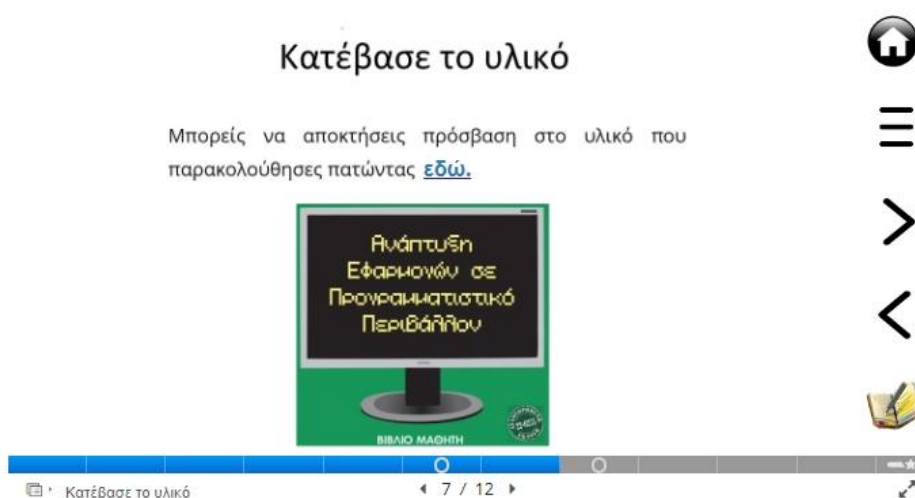 Κατέβασε το υλικό
Μπορείς να αποκτήσεις πρόσβαση στο υλικό που
παρακολούθησες πατώντας εδώ.
Ανάπτυξη
Εφαρμογών σε
Προγραμματιστικό
Περιβάλλον
ΒΙΒΛΙΟ ΜΑΘΗΤΗ
Κατέβασε το υλικό
7 / 12